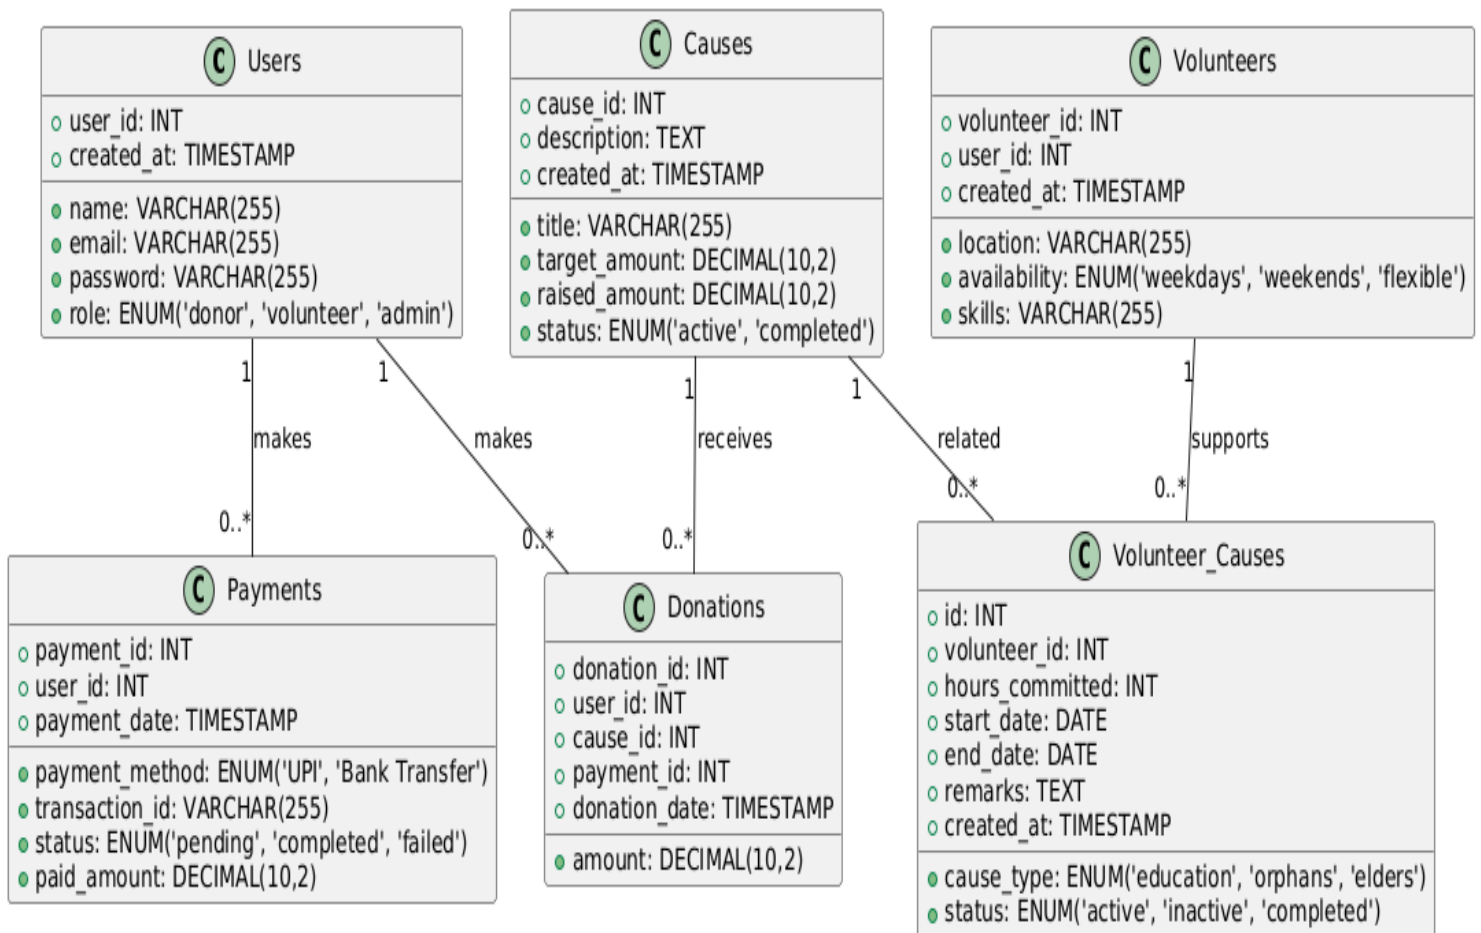 C Users
user_id: INT
created_at: TIMESTAMP
name: VARCHAR(255)
email: VARCHAR(255)
password: VARCHAR(255)
role: ENUM('donor', 'volunteer', 'admin')
C Causes
cause_id: INT
description: TEXT
created_at: TIMESTAMP
title: VARCHAR(255)
target_amount: DECIMAL(10,2)
raised_amount: DECIMAL(10,2)
status: ENUM('active', 'completed')
C Volunteers
volunteer_id: INT
user_id: INT
created_at: TIMESTAMP
location: VARCHAR(255)
availability: ENUM('weekdays', 'weekends', 'flexible')
skills: VARCHAR(255)
1
makes
0..*
1
makes
0..*
1
receives
0..*
1
related
0..*
1
supports
0..*
C Payments
payment_id: INT
user_id: INT
payment_date: TIMESTAMP
payment_method: ENUM('UPI', 'Bank Transfer')
transaction_id: VARCHAR(255)
status: ENUM('pending', 'completed', 'failed')
paid_amount: DECIMAL(10,2)
C Donations
donation_id: INT
user_id: INT
cause_id: INT
payment_id: INT
donation_date: TIMESTAMP
amount: DECIMAL(10,2)
C Volunteer_Causes
id: INT
volunteer_id: INT
hours_committed: INT
start_date: DATE
end_date: DATE
remarks: TEXT
created_at: TIMESTAMP
cause_type: ENUM('education', 'orphans', 'elders')
status: ENUM('active', 'inactive', 'completed')